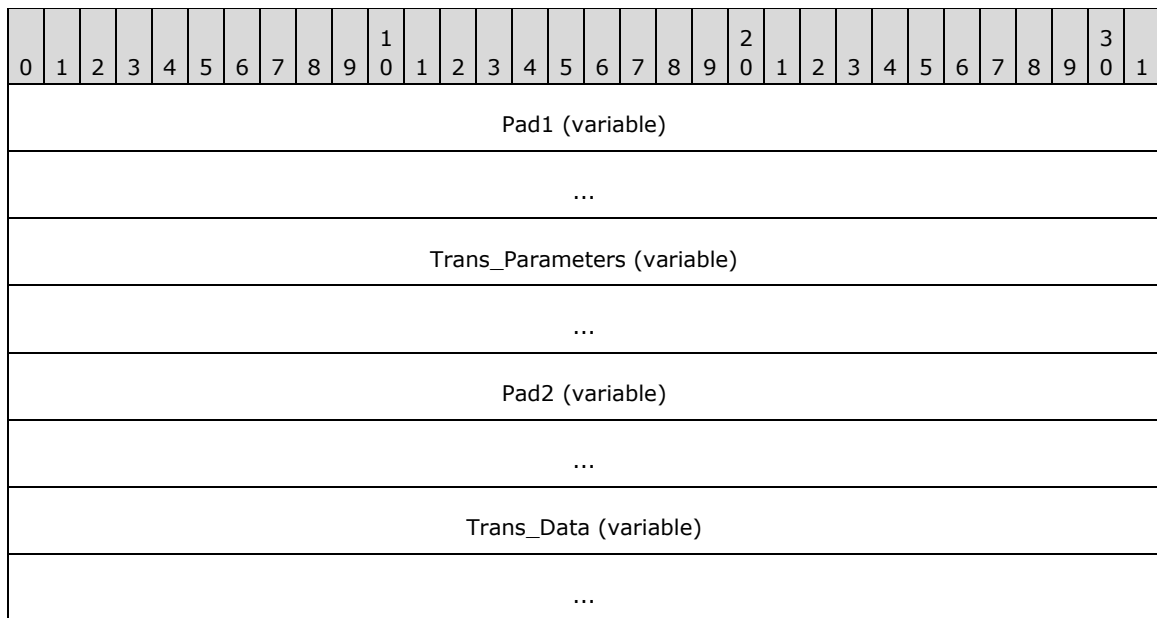 1 2 3
0 1 2 3 4 5 6 7 8 9 0 1 2 3 4 5 6 7 8 9 0 1 2 3 4 5 6 7 8 9 0 1
Pad1 (variable)
...
Trans_Parameters (variable)
...
Pad2 (variable)
...
Trans_Data (variable)
...